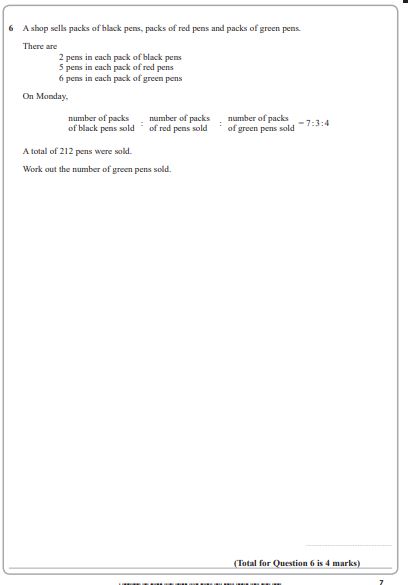 6 A shop sells packs of black pens, packs of red pens and packs of green pens.
There are
2 pens in each pack of black pens
5 pens in each pack of red pens
6 pens in each pack of green pens
On Monday,
number of packs of black pens sold : number of packs of red pens sold : number of packs of green pens sold = 7:3:4
A total of 212 pens were sold.
Work out the number of green pens sold.
(Total for Question 6 is 4 marks)
7